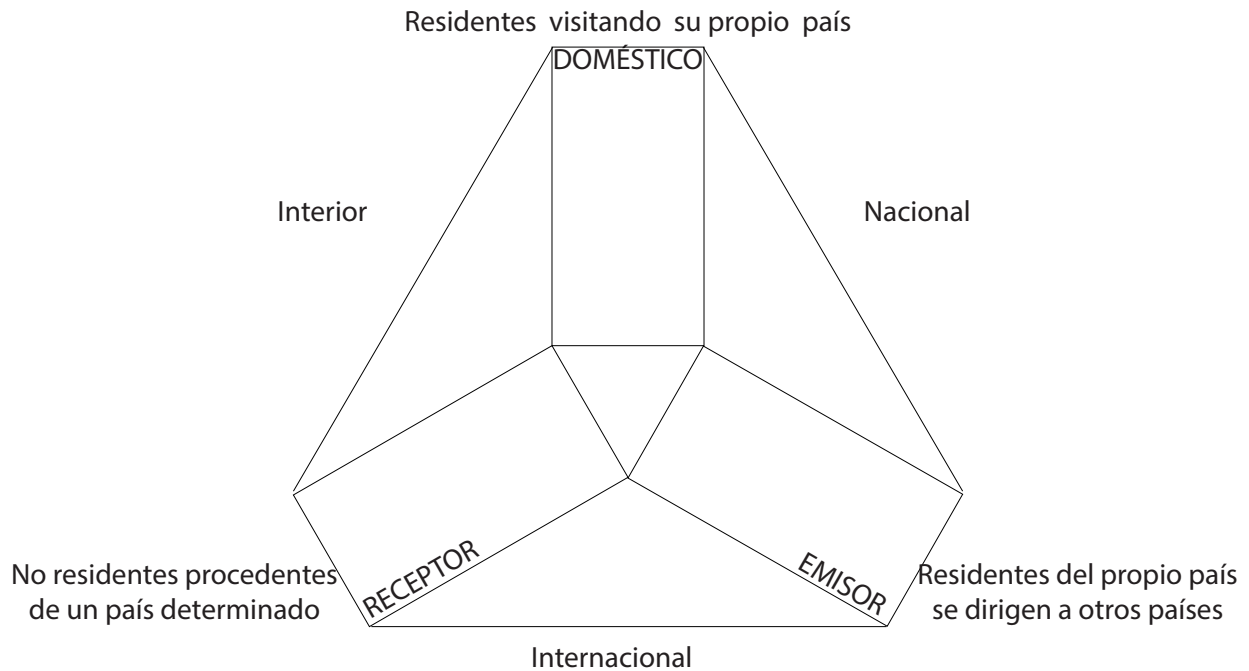 Residentes visitando su propio país
DOMÉSTICO
Interior
Nacional
RECEPTOR
EMISOR
No residentes procedentes
de un país determinado
Residentes del propio país
se dirigen a otros países
Internacional